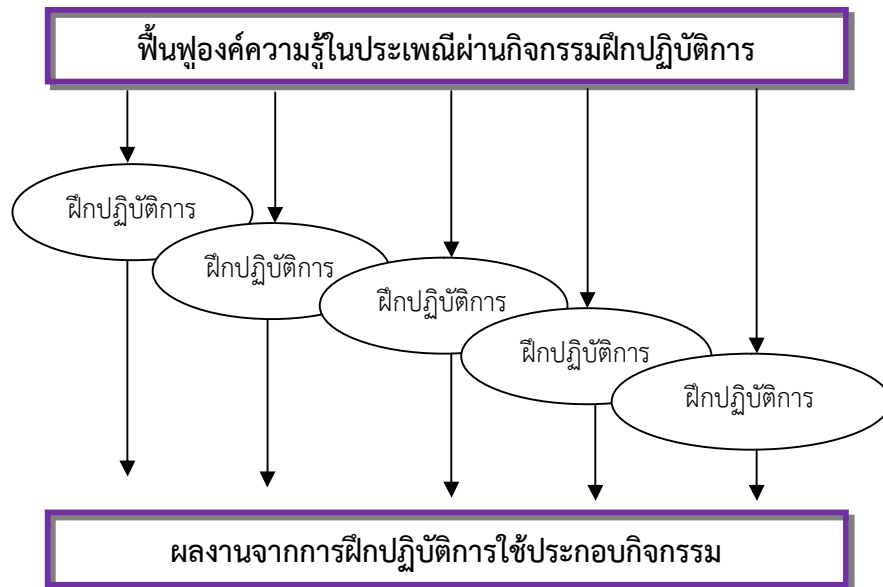 ฟื้นฟูองค์ความรู้ในประเพณีผ่านกิจกรรมฝึกปฏิบัติการ
ฝึกปฏิบัติการ
ฝึกปฏิบัติการ
ฝึกปฏิบัติการ
ฝึกปฏิบัติการ
ฝึกปฏิบัติการ
ผลงานจากการฝึกปฏิบัติการใช้ประกอบกิจกรรม